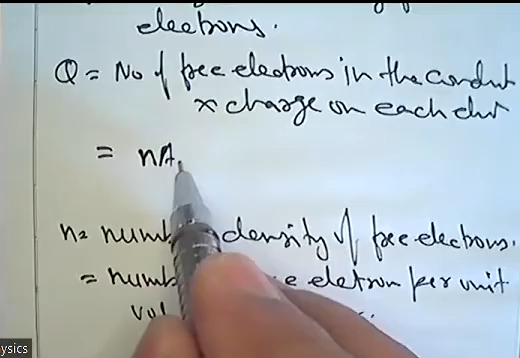 electrons.
Q = No of free electrons in the conduct
x charge on each elect
= nA
n = number density of free electrons.
= numb e eletron per unit
vol
ysics